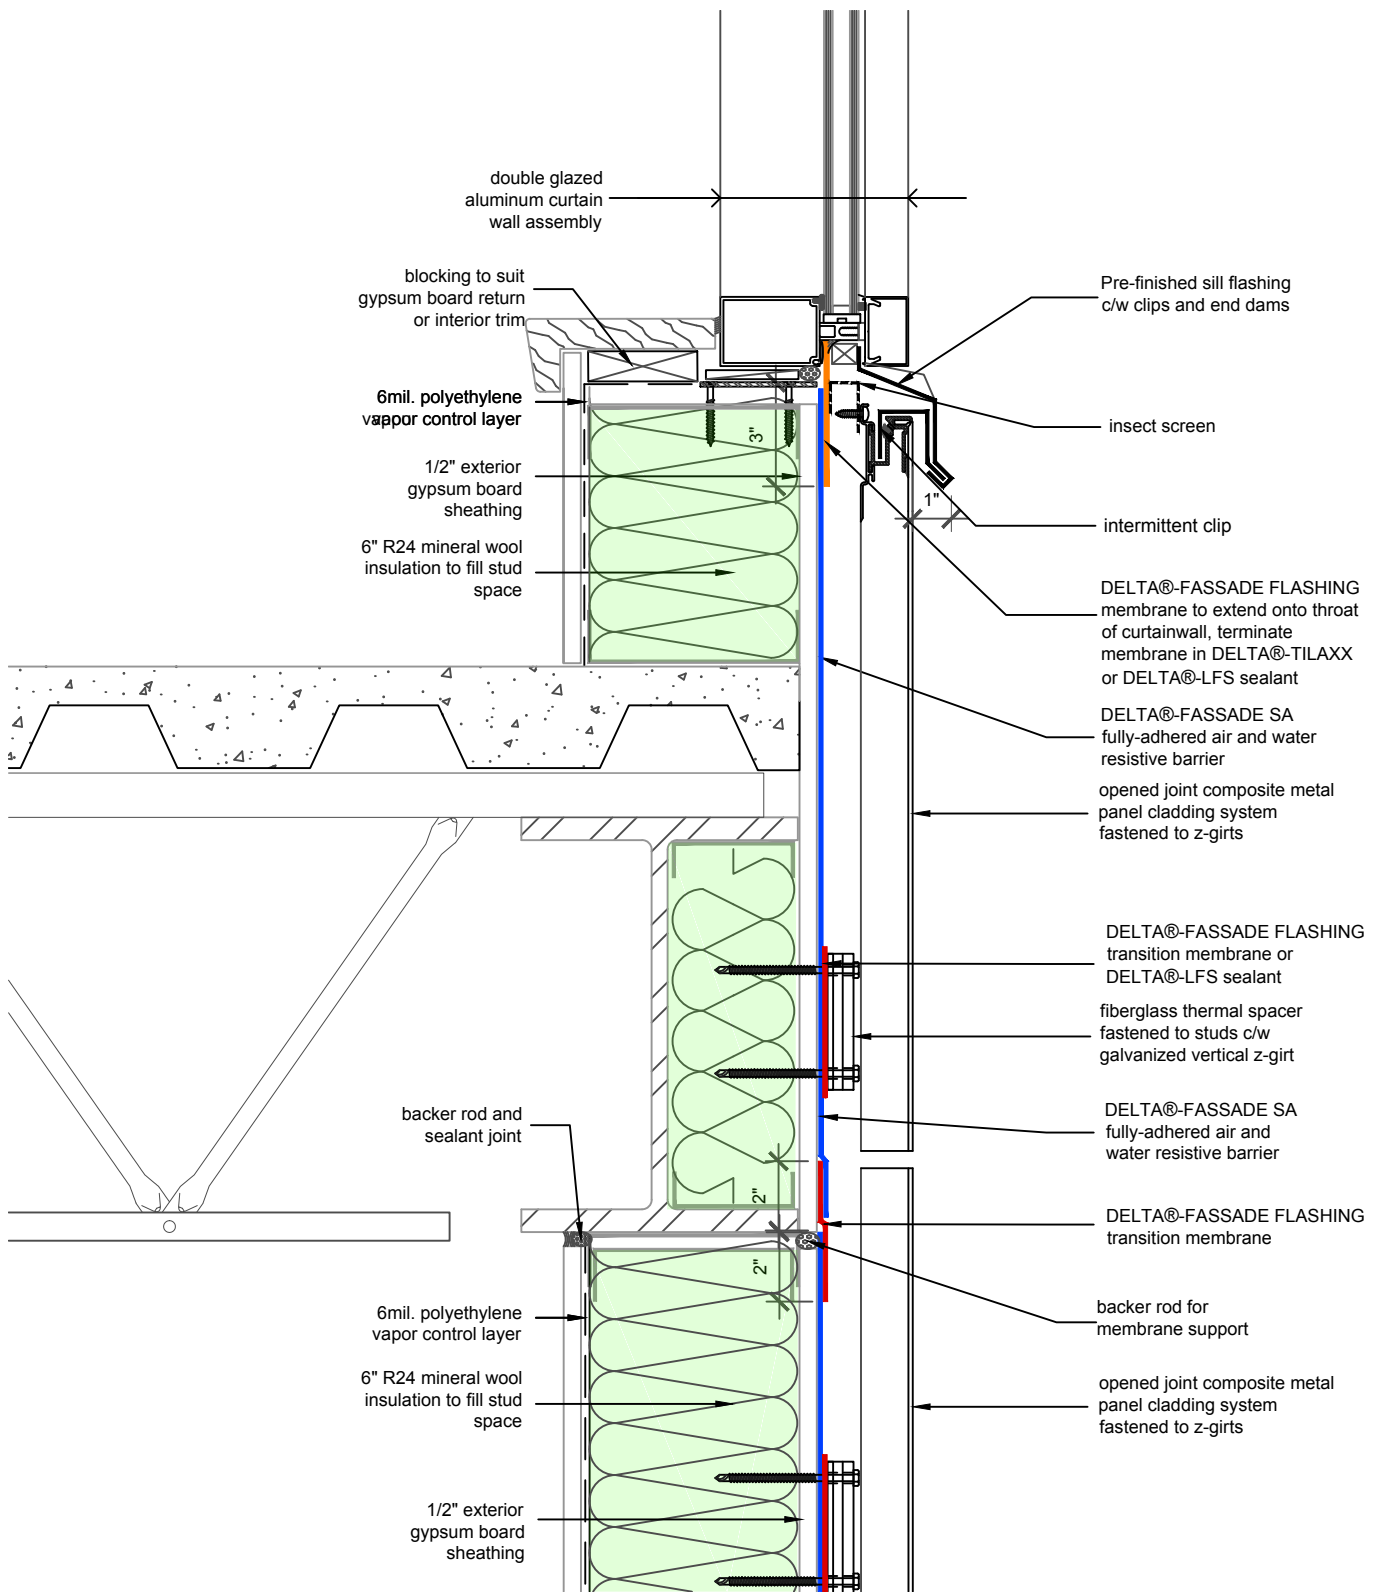 double glazed
aluminum curtain
wall assembly
blocking to suit
gypsum board return
or interior trim
6mil. polyethylene
vapor control layer
1/2" exterior
gypsum board
sheathing
6" R24 mineral wool
insulation to fill stud
space
3"
1"
Pre-finished sill flashing
c/w clips and end dams
insect screen
intermittent clip
DELTA®-FASSADE FLASHING
membrane to extend onto throat
of curtainwall, terminate
membrane in DELTA®-TILAXX
or DELTA®-LFS sealant
DELTA®-FASSADE SA
fully-adhered air and water
resistive barrier
opened joint composite metal
panel cladding system
fastened to z-girts
DELTA®-FASSADE FLASHING
transition membrane or
DELTA®-LFS sealant
fiberglass thermal spacer
fastened to studs c/w
galvanized vertical z-girt
backer rod and
sealant joint
DELTA®-FASSADE SA
fully-adhered air and
water resistive barrier
2"
2"
DELTA®-FASSADE FLASHING
transition membrane
6mil. polyethylene
vapor control layer
backer rod for
membrane support
6" R24 mineral wool
insulation to fill stud
space
opened joint composite metal
panel cladding system
fastened to z-girts
1/2" exterior
gypsum board
sheathing